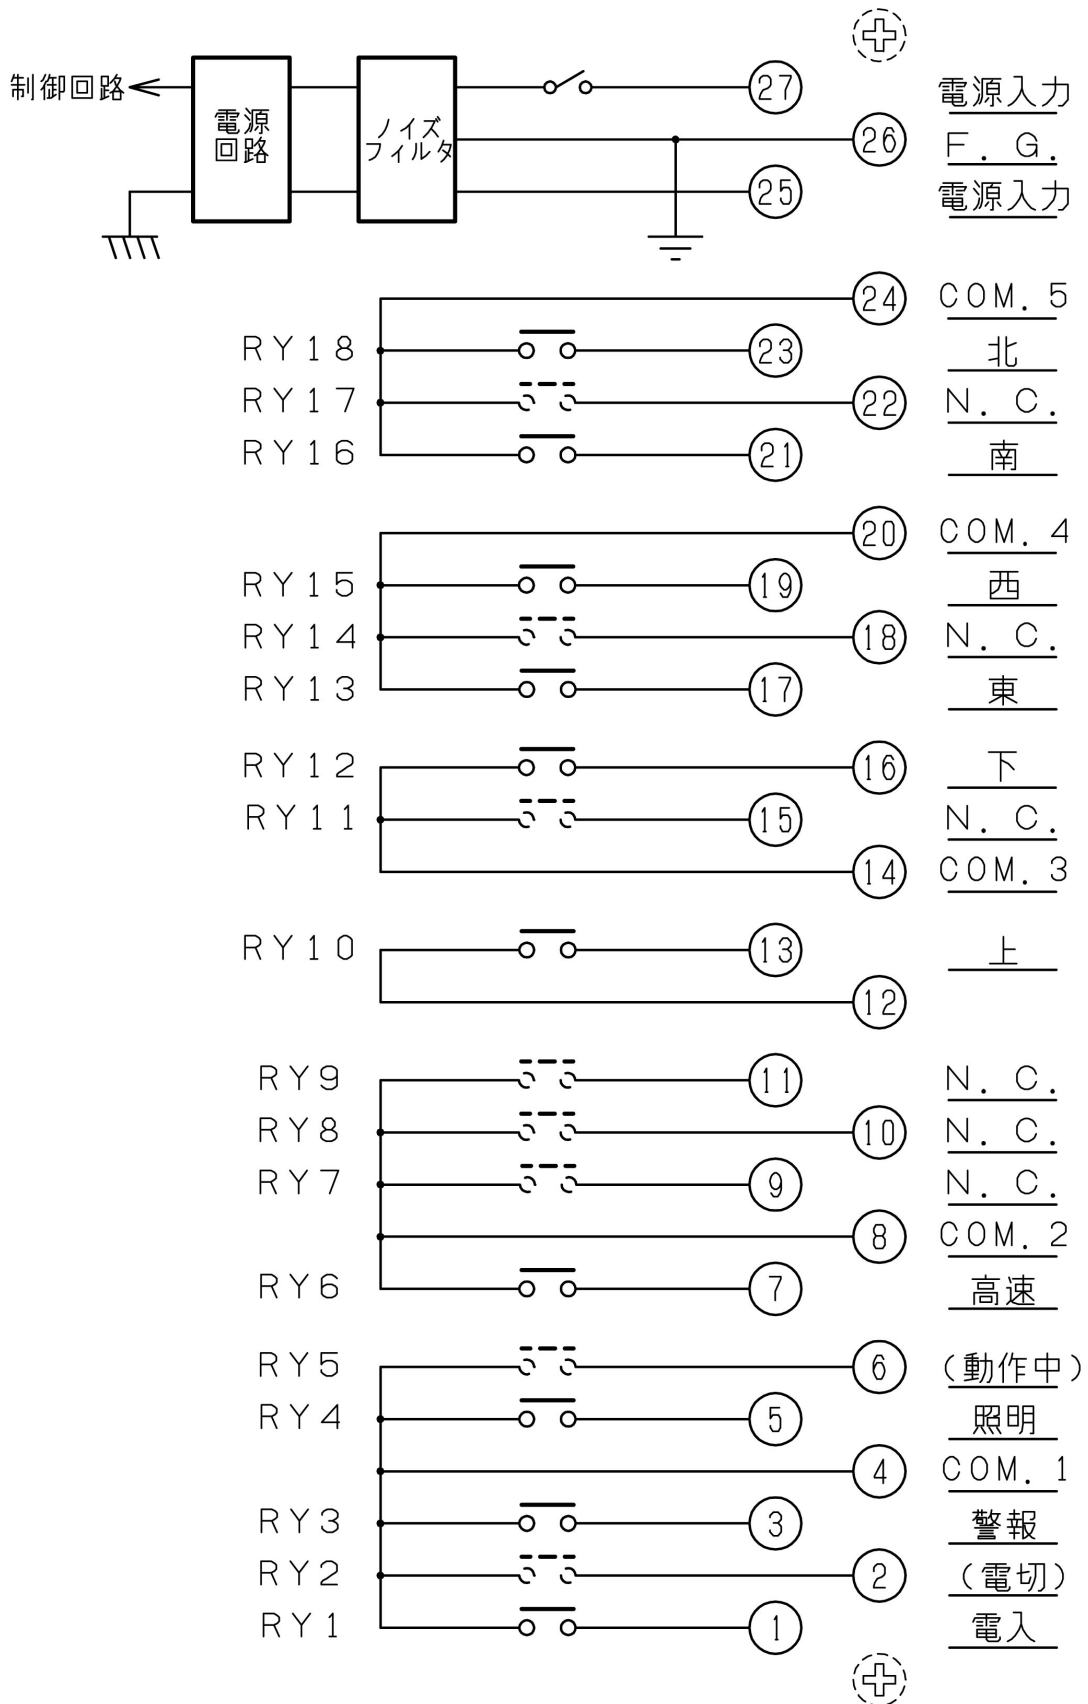 制御回路
電源
回路
ノイズ
フィルタ
27 電源入力
26 F. G.
25 電源入力
24 COM. 5
RY18 23 北
RY17 22 N. C.
RY16 21 南
20 COM. 4
RY15 19 西
RY14 18 N. C.
RY13 17 東
RY12 16 下
RY11 15 N. C.
14 COM. 3
RY10 13 上
12
RY9 11 N. C.
RY8 10 N. C.
RY7 9 N. C.
8 COM. 2
RY6 7 高速
RY5 6 (動作中)
RY4 5 照明
4 COM. 1
RY3 3 警報
RY2 2 (電切)
RY1 1 電入